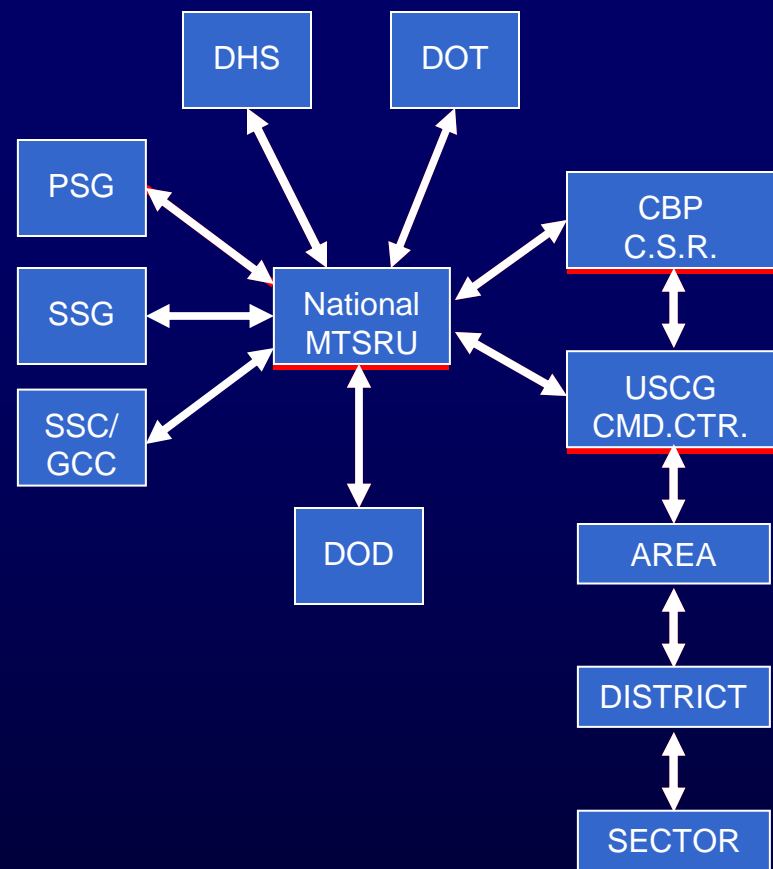 DHS
DOT
PSG
CBP
C.S.R.
SSG
National
MTSRU
USCG
CMD.CTR.
SSC/
GCC
DOD
AREA
DISTRICT
SECTOR